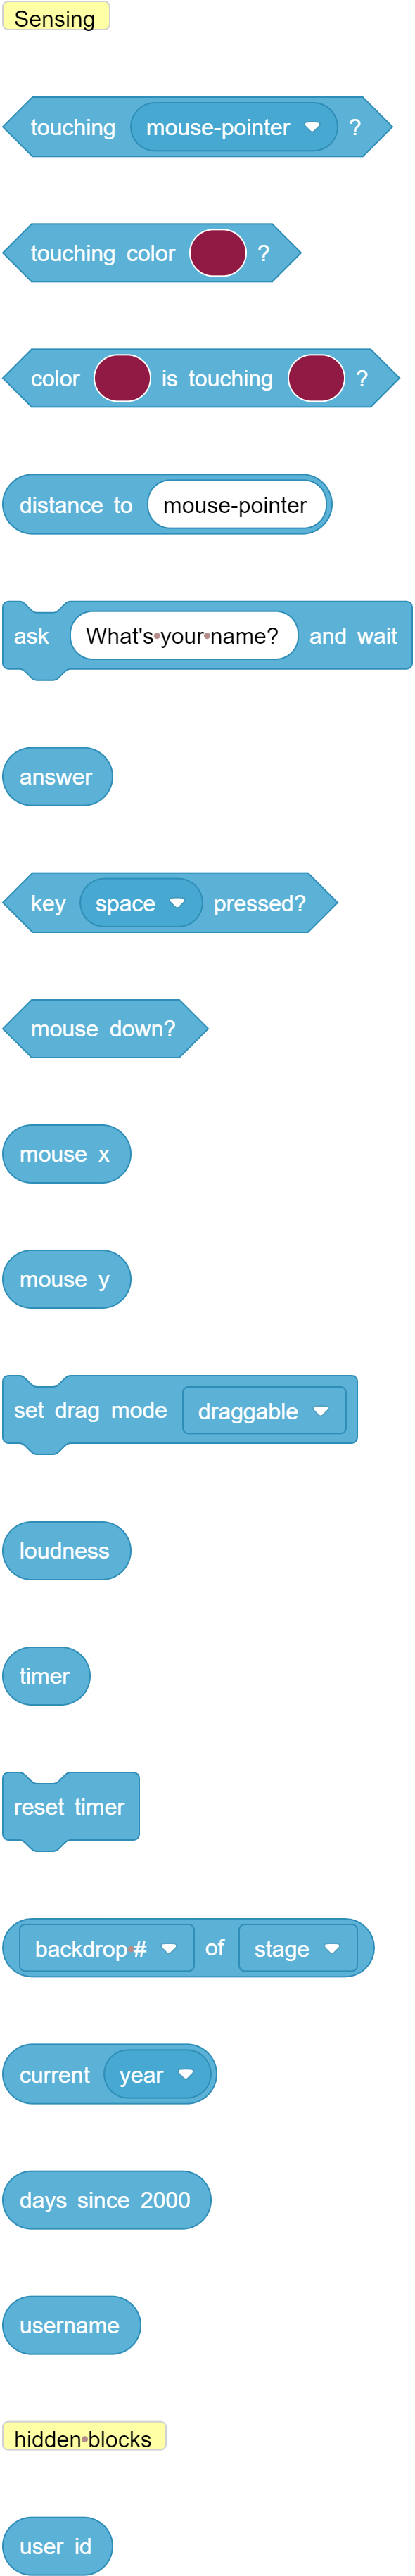 Sensing
touching mouse-pointer ?
touching color ?
color is touching ?
distance to mouse-pointer
ask What's•your•name? and wait
answer
key space pressed?
mouse down?
mouse x
mouse y
set drag mode draggable
loudness
timer
reset timer
backdrop•# of stage
current year
days since 2000
username
hidden•blocks
user id